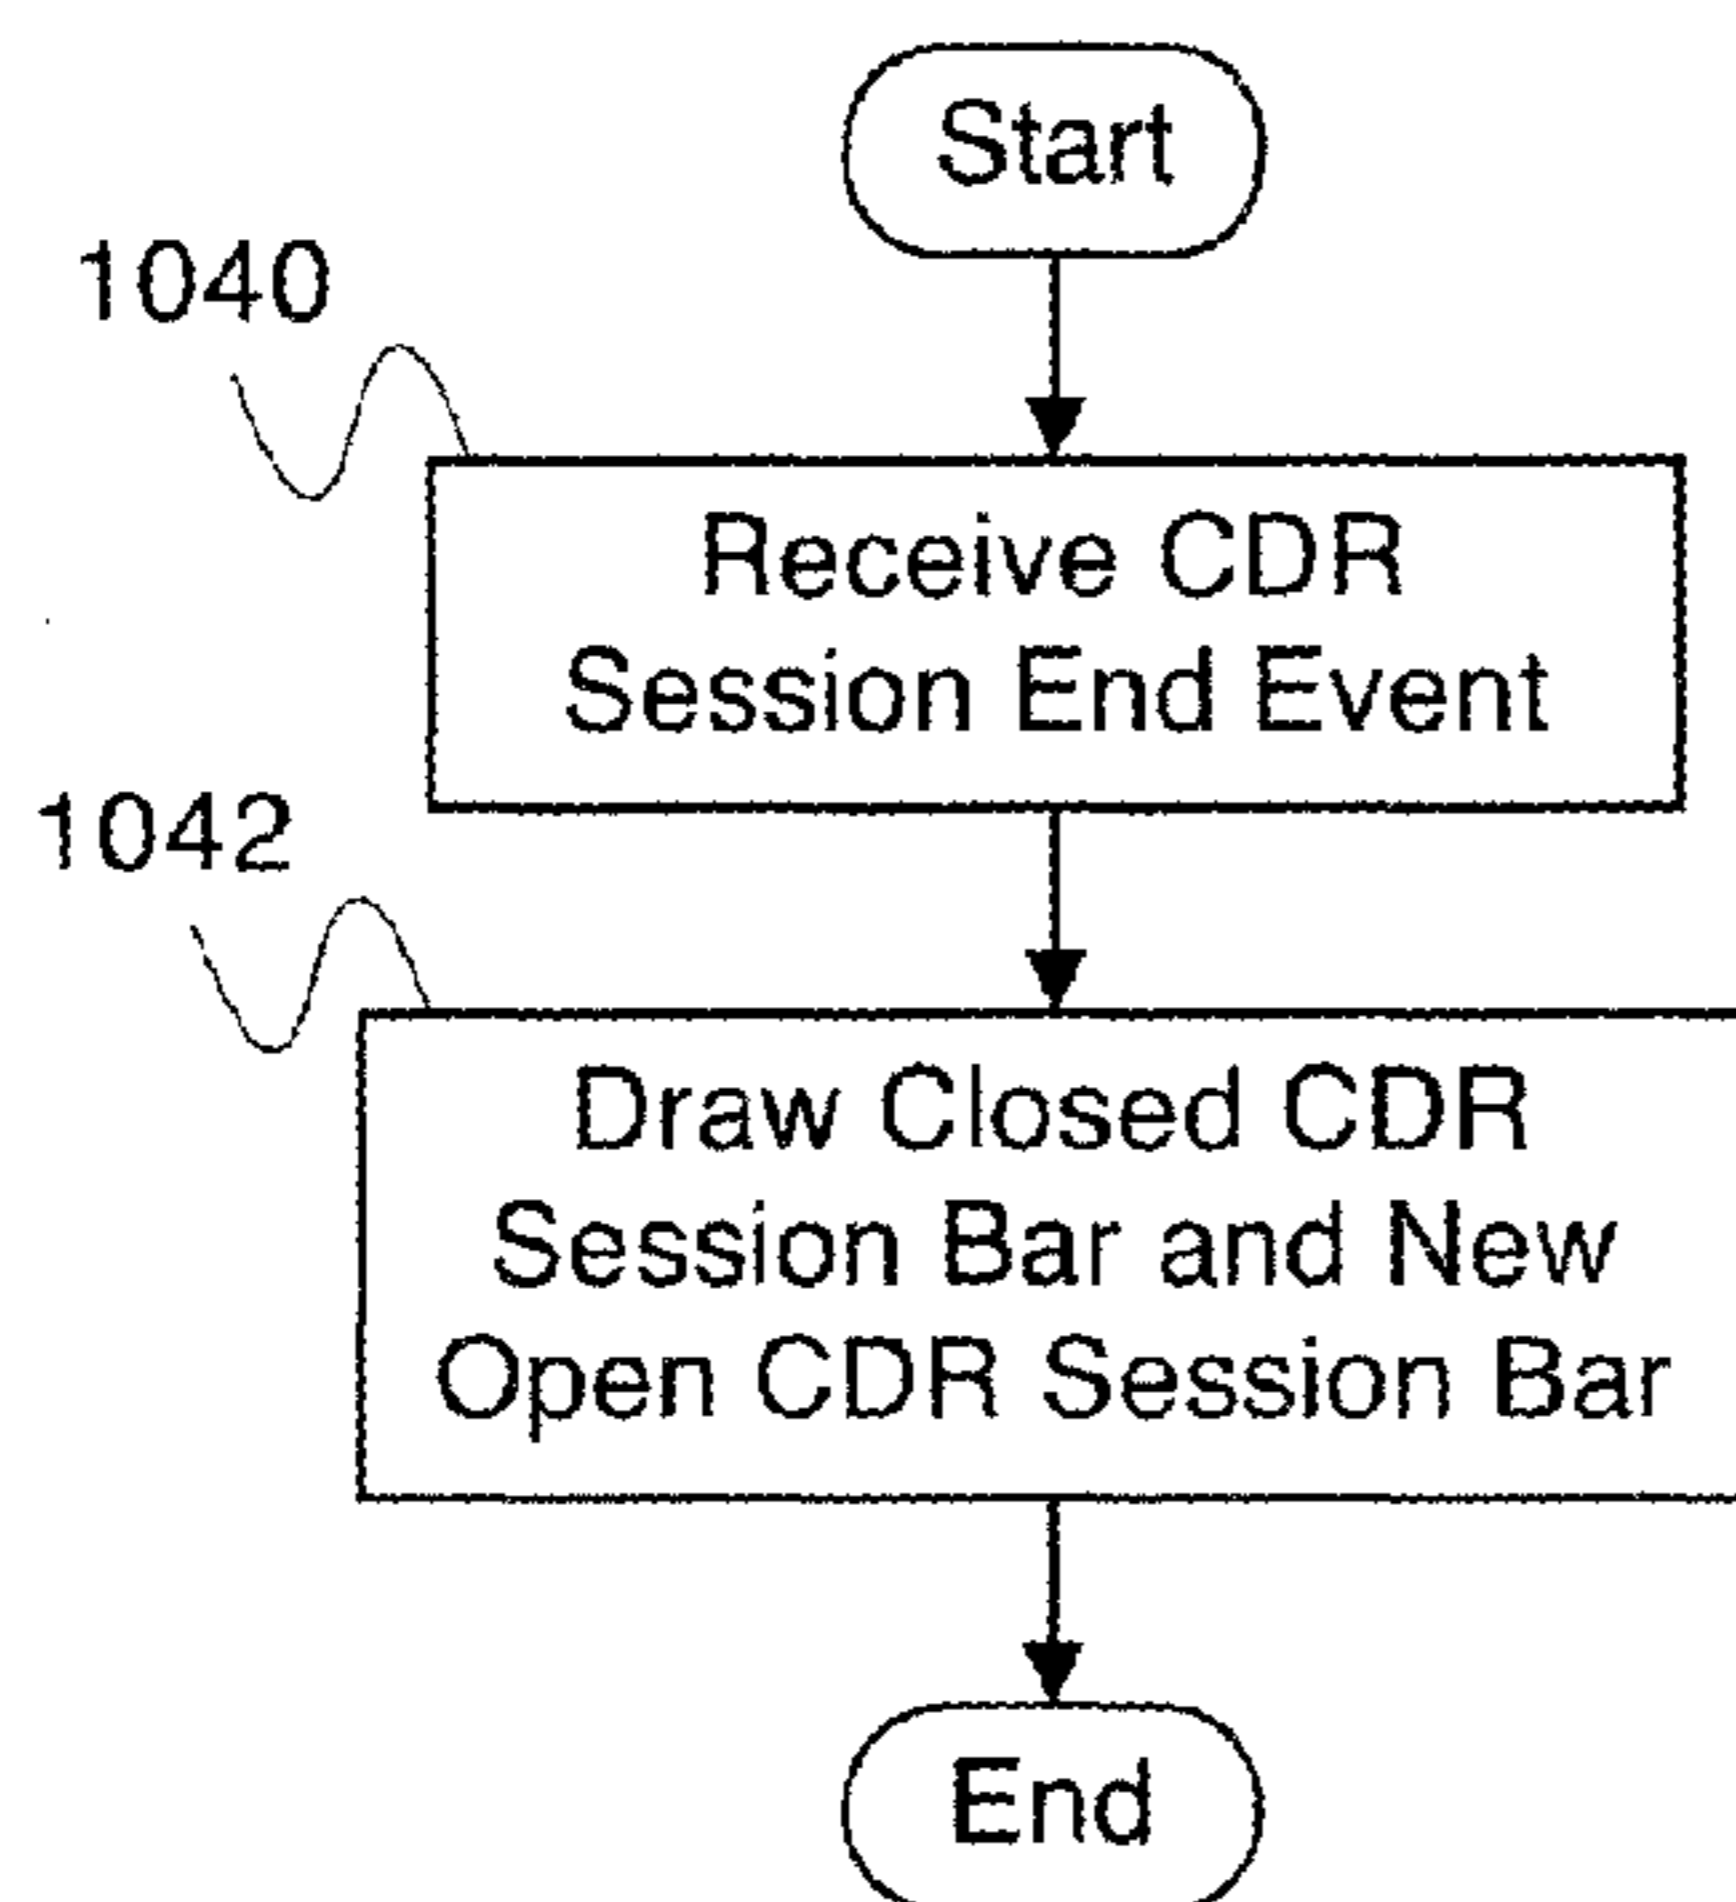 Start
1040
Receive CDR
Session End Event
1042
Draw Closed CDR
Session Bar and New
Open CDR Session Bar
End